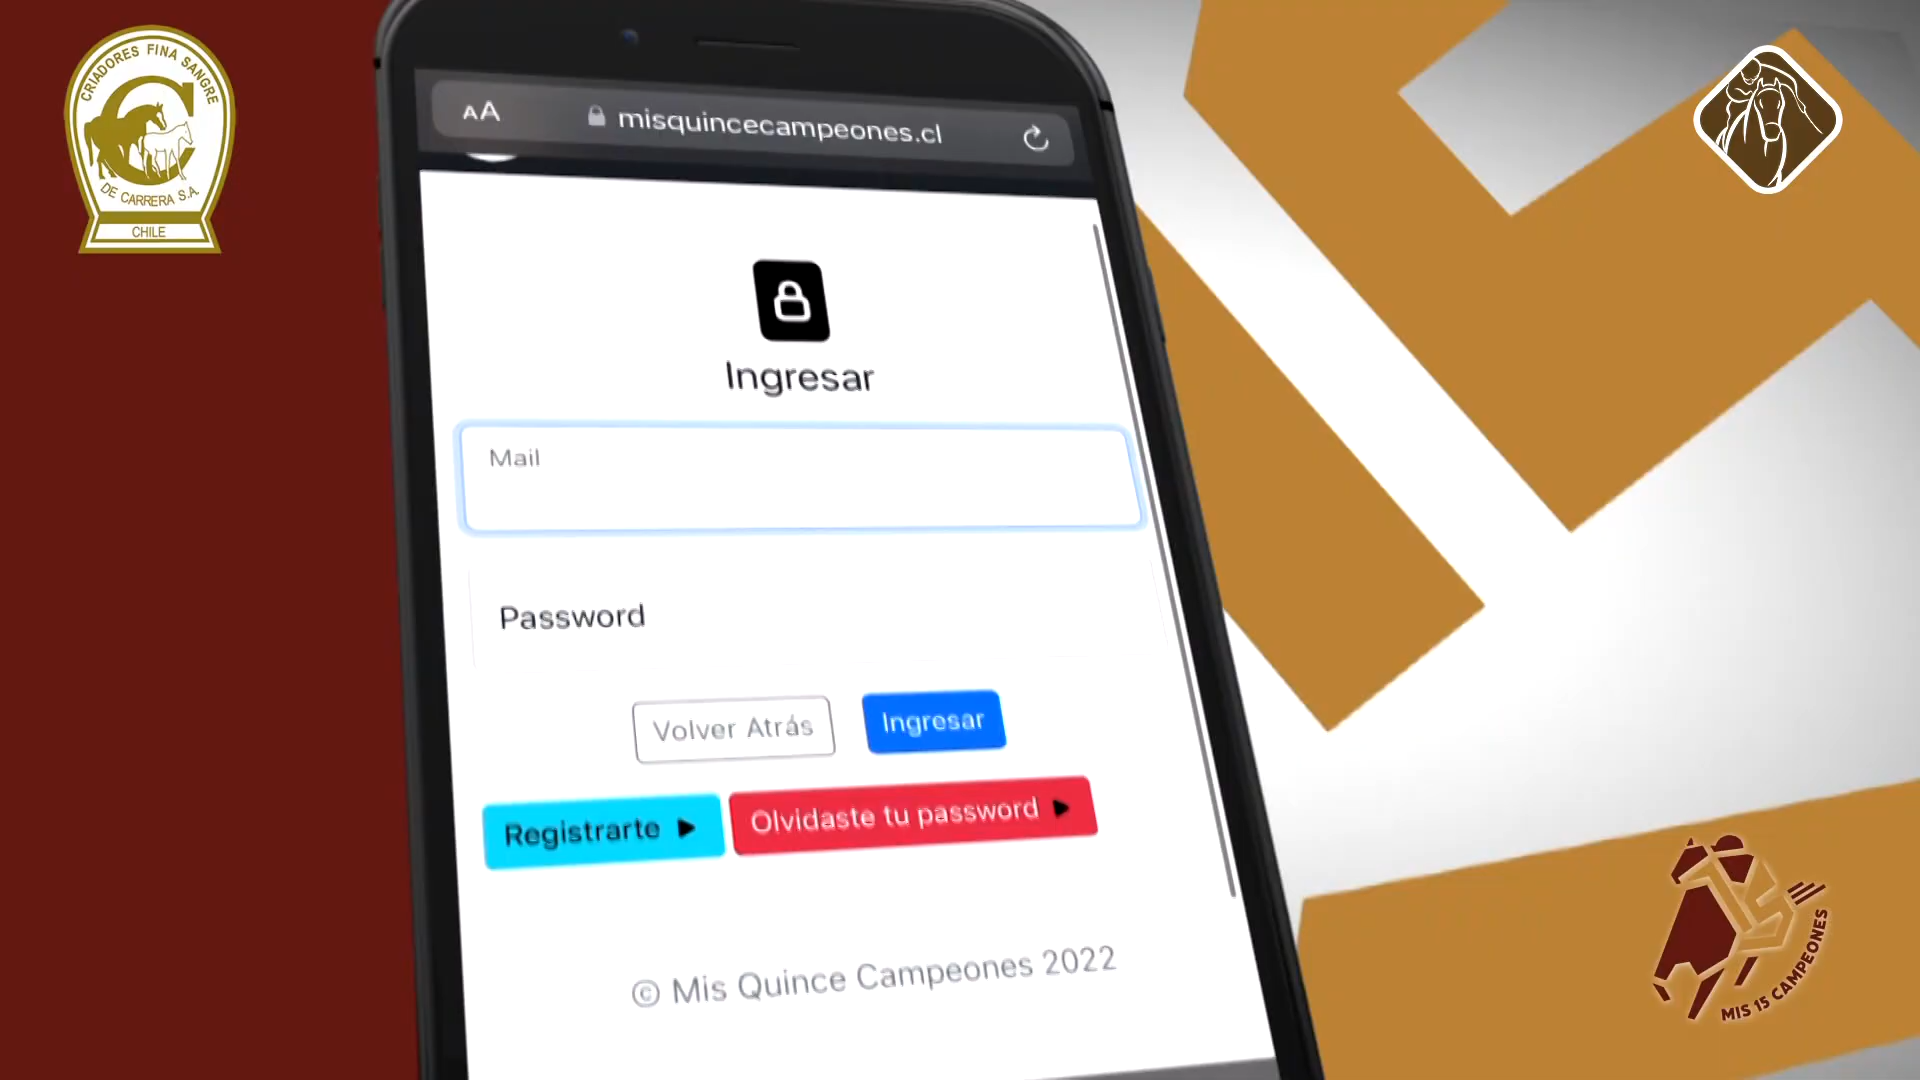 CRIADORES FINA SANGRE
DE CARRERA S.A.
CHILE
AA
misquincecampeones.cl
Ingresar
Mail
Password
Volver Atrás
Ingresar
Registrarte
Olvidaste tu password
© Mis Quince Campeones 2022
15
MIS 15 CAMPEONES